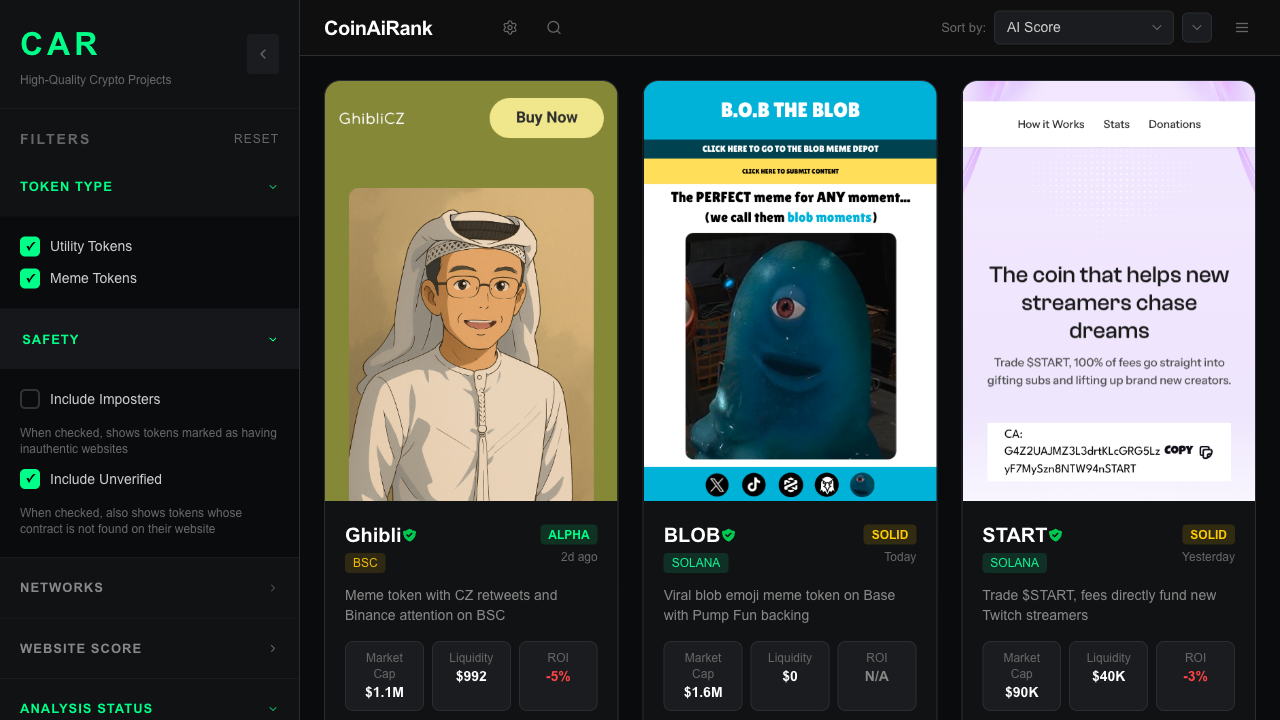 CAR
High-Quality Crypto Projects
FILTERS
RESET
TOKEN TYPE
Utility Tokens
Meme Tokens
SAFETY
Include Imposters
When checked, shows tokens marked as having
inauthentic websites
Include Unverified
When checked, also shows tokens whose
contract is not found on their website
NETWORKS
WEBSITE SCORE
ANALYSIS STATUS
CoinAiRank
Sort by:
AI Score
GhibliCZ
Buy Now
Ghibli
ALPHA
BSC
2d ago
Meme token with CZ retweets and
Binance attention on BSC
Market
Cap
$1.1M
Liquidity
$992
ROI
-5%
B.O.B THE BLOB
CLICK HERE TO GO TO THE BLOB MEME DEPOT
CLICK HERE TO SUBMIT CONTENT
The PERFECT meme for ANY moment...
(we call them blob moments)
BLOB
SOLID
SOLANA
Today
Viral blob emoji meme token on Base
with Pump Fun backing
Market
Cap
$1.6M
Liquidity
$0
ROI
N/A
How it Works
Stats
Donations
The coin that helps new
streamers chase
dreams
Trade $START, 100% of fees go straight into
gifting subs and lifting up brand new creators.
CA:
G4Z2UAJMZ3L3drtKLcGRG5Lz
yF7MySzn8NTW94nSTART
COPY
START
SOLID
SOLANA
Yesterday
Trade $START, fees directly fund new
Twitch streamers
Market
Cap
$90K
Liquidity
$40K
ROI
-3%